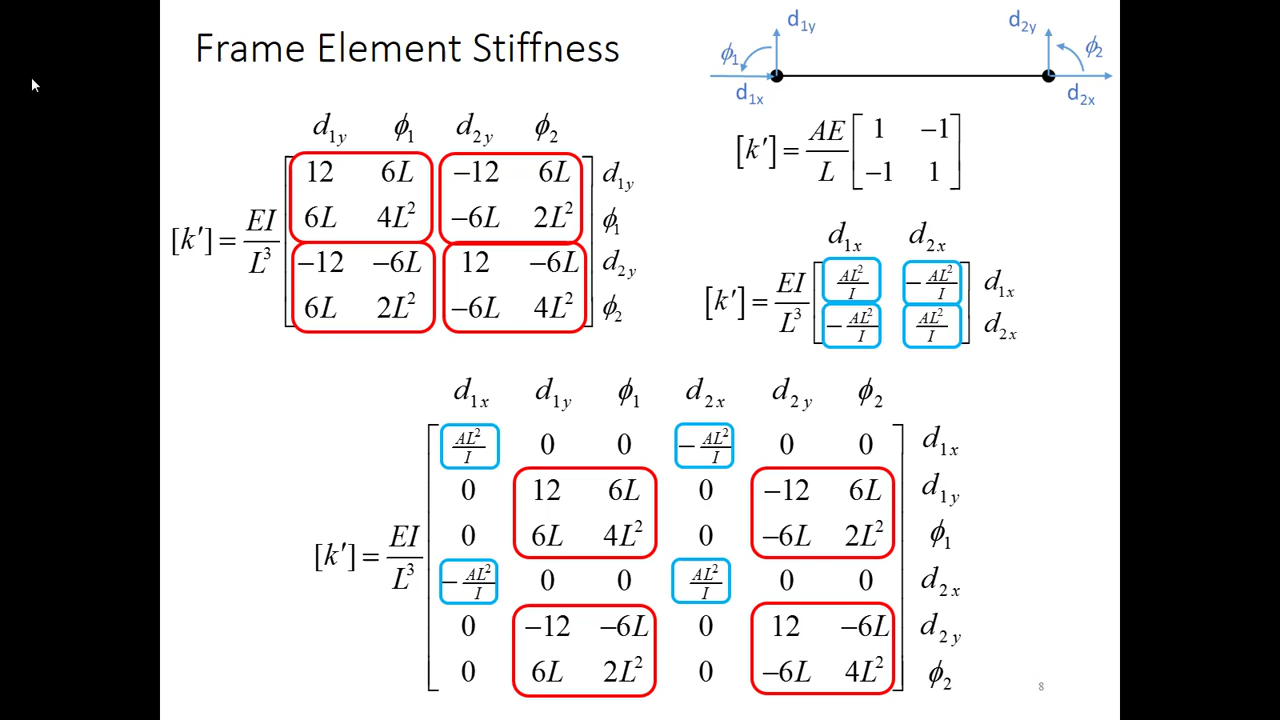 Frame Element Stiffness
d₁y d₂y
ϕ₁ ϕ₂
d₁x d₂x
d₁y ϕ₁ d₂y ϕ₂
12 6L −12 6L d₁y
6L 4L² −6L 2L² ϕ₁
[k′] = EI/L³
−12 −6L 12 −6L d₂y
6L 2L² −6L 4L² ϕ₂
[k′] = AE/L [1 −1
−1 1]
d₁x d₂x
[k′] = EI/L³ [AL²/I −AL²/I] d₁x
[−AL²/I AL²/I] d₂x
d₁x d₁y ϕ₁ d₂x d₂y ϕ₂
AL²/I 0 0 −AL²/I 0 0 d₁x
0 12 6L 0 −12 6L d₁y
0 6L 4L² 0 −6L 2L² ϕ₁
[k′] = EI/L³
−AL²/I 0 0 AL²/I 0 0 d₂x
0 −12 −6L 0 12 −6L d₂y
0 6L 2L² 0 −6L 4L² ϕ₂
8